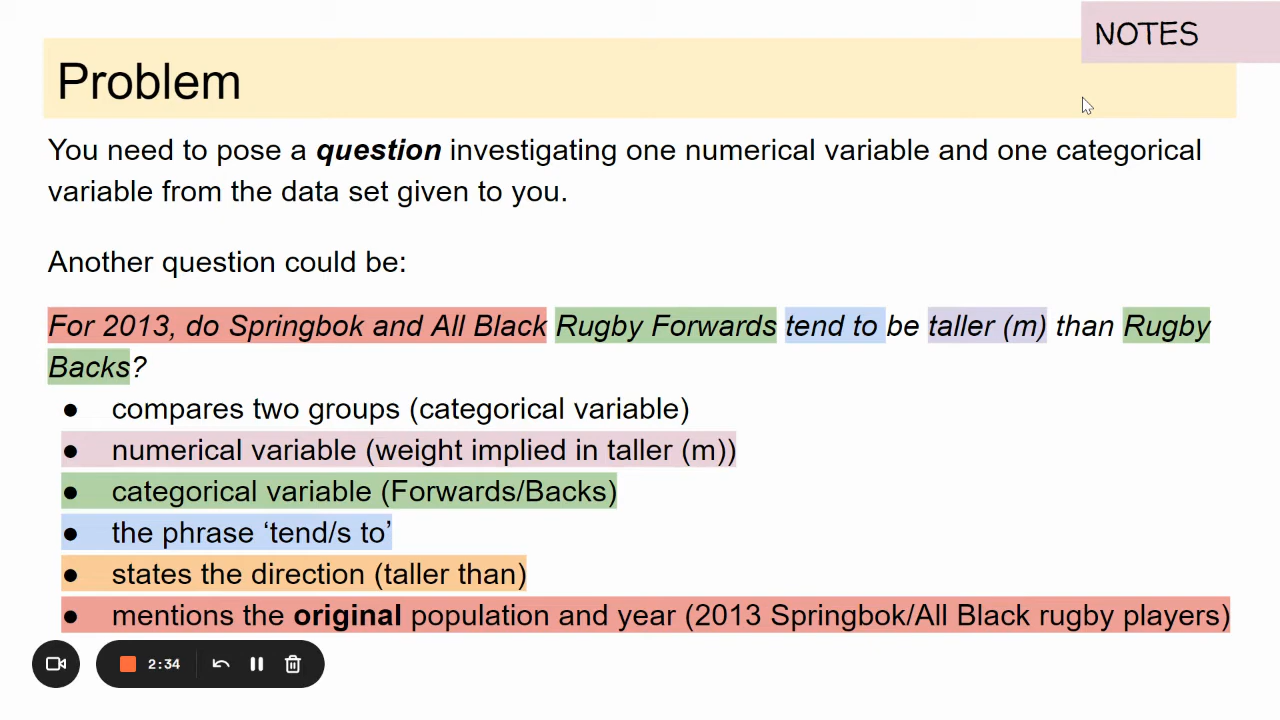 NOTES
Problem
You need to pose a question investigating one numerical variable and one categorical
variable from the data set given to you.
Another question could be:
For 2013, do Springbok and All Black Rugby Forwards tend to be taller (m) than Rugby
Backs?
● compares two groups (categorical variable)
● numerical variable (weight implied in taller (m))
● categorical variable (Forwards/Backs)
● the phrase ‘tend/s to’
● states the direction (taller than)
● mentions the original population and year (2013 Springbok/All Black rugby players)
2:34